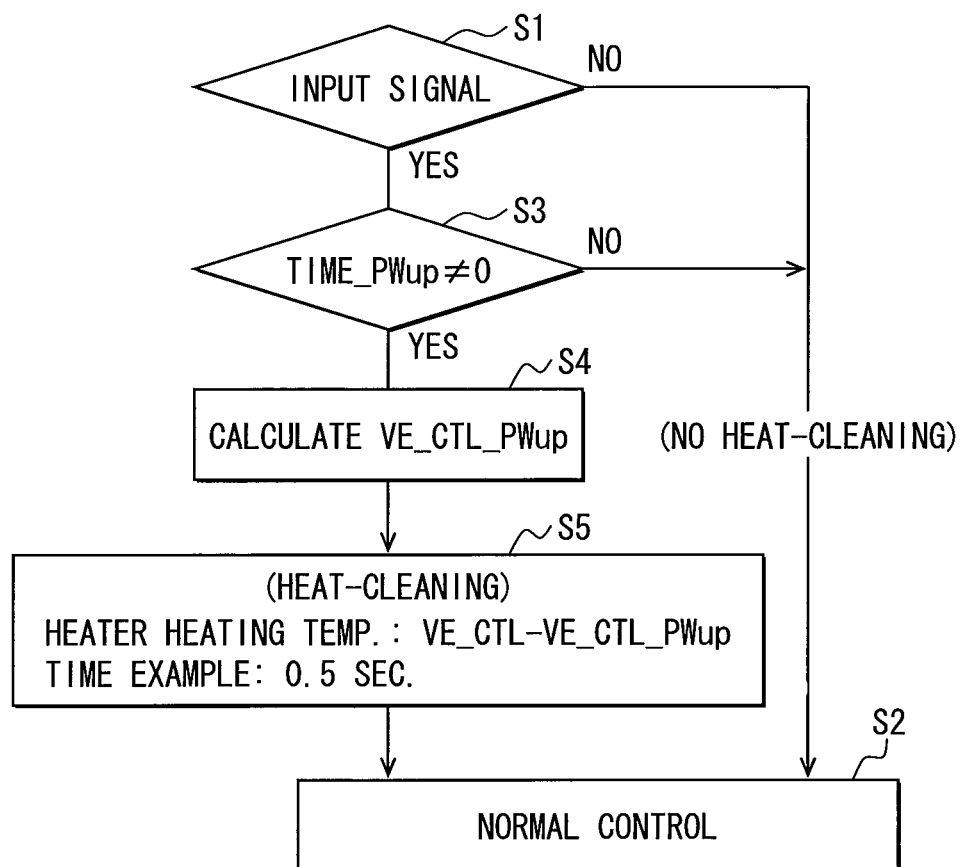 S1
INPUT SIGNAL
NO
YES
S3
TIME_PWup≠0
NO
YES
S4
CALCULATE VE_CTL_PWup
(NO HEAT-CLEANING)
S5
(HEAT-CLEANING)
HEATER HEATING TEMP.: VE_CTL-VE_CTL_PWup
TIME EXAMPLE: 0.5 SEC.
S2
NORMAL CONTROL